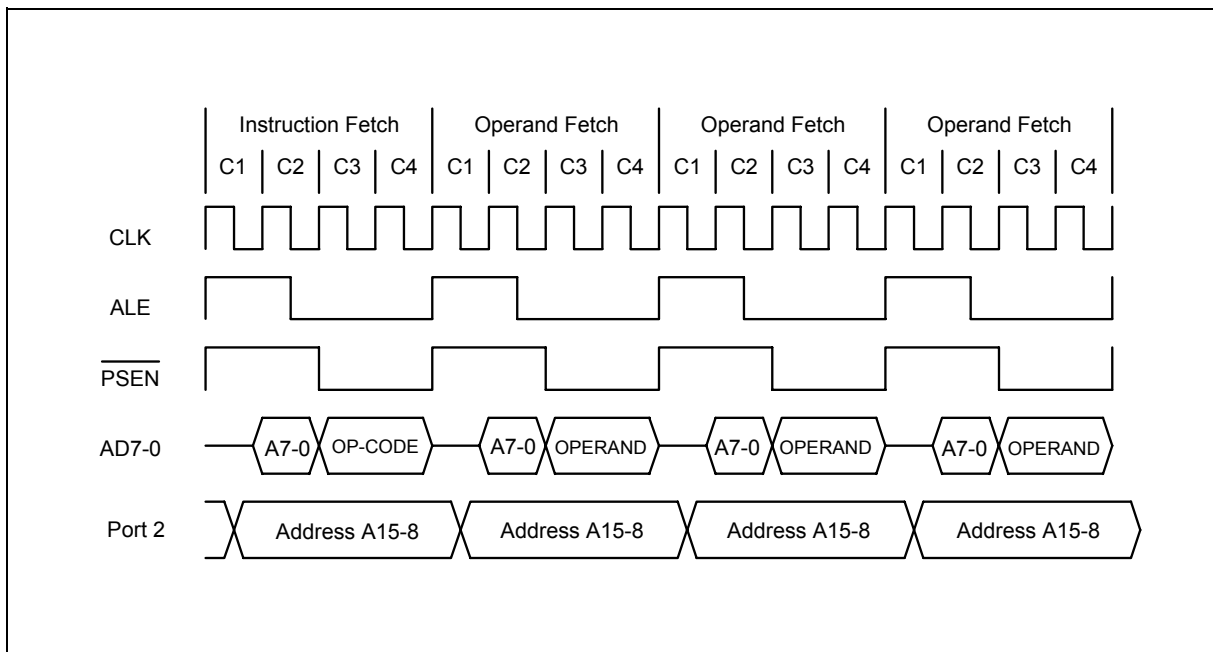 Instruction Fetch Operand Fetch Operand Fetch Operand Fetch
C1 C2 C3 C4 C1 C2 C3 C4 C1 C2 C3 C4 C1 C2 C3 C4
CLK
ALE
PSEN
AD7-0 A7-0 OP-CODE A7-0 OPERAND A7-0 OPERAND A7-0 OPERAND
Port 2 Address A15-8 Address A15-8 Address A15-8 Address A15-8